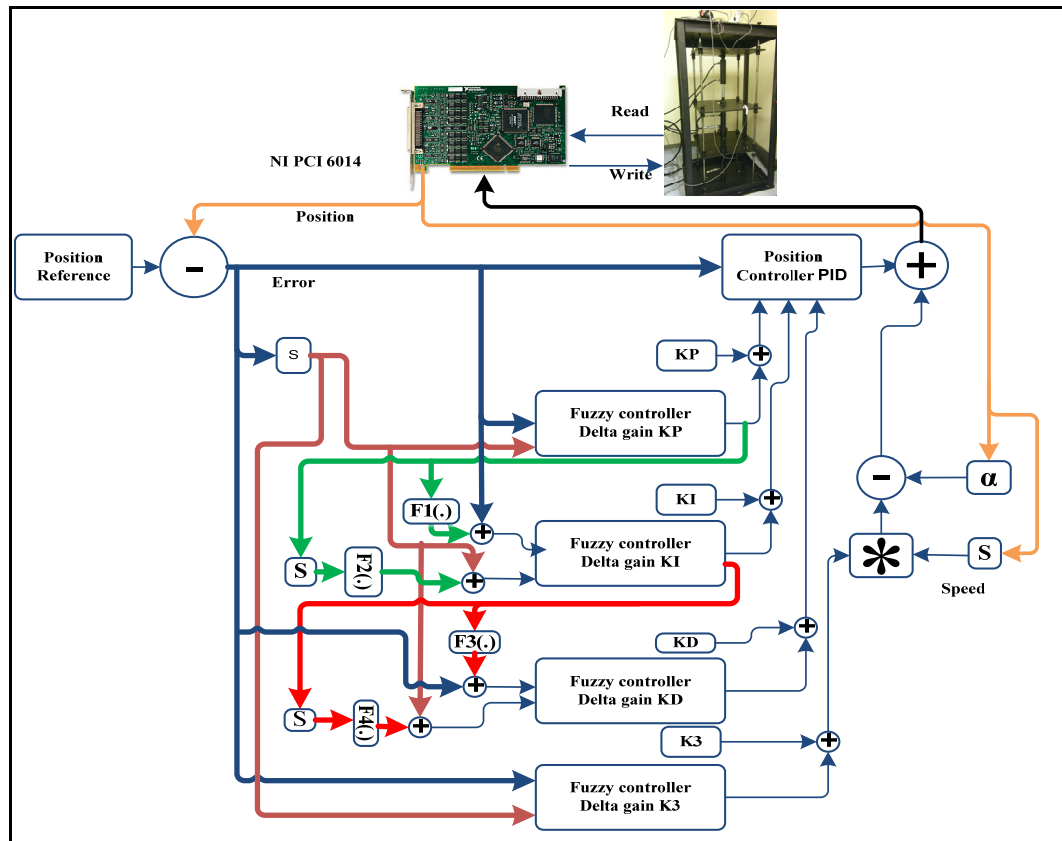 Read
NI PCI 6014
Write
Position
Position
Reference
-
Error
Position
Controller PID
+
S
KP
+
Fuzzy controller
Delta gain KP
-
α
KI
+
F1(.)
+
Fuzzy controller
Delta gain KI
*
S
S
F2(.)
+
Speed
F3(.)
KD
+
+
Fuzzy controller
Delta gain KD
S
F4(.)
+
K3
+
Fuzzy controller
Delta gain K3